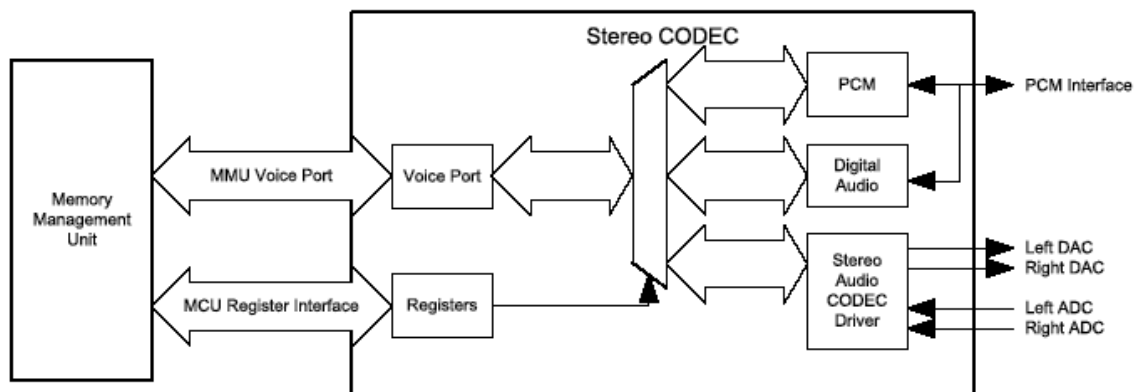 Stereo CODEC
Memory
Management
Unit
MMU Voice Port
Voice Port
MCU Register Interface
Registers
PCM
PCM Interface
Digital
Audio
Stereo
Audio
CODEC
Driver
Left DAC
Right DAC
Left ADC
Right ADC